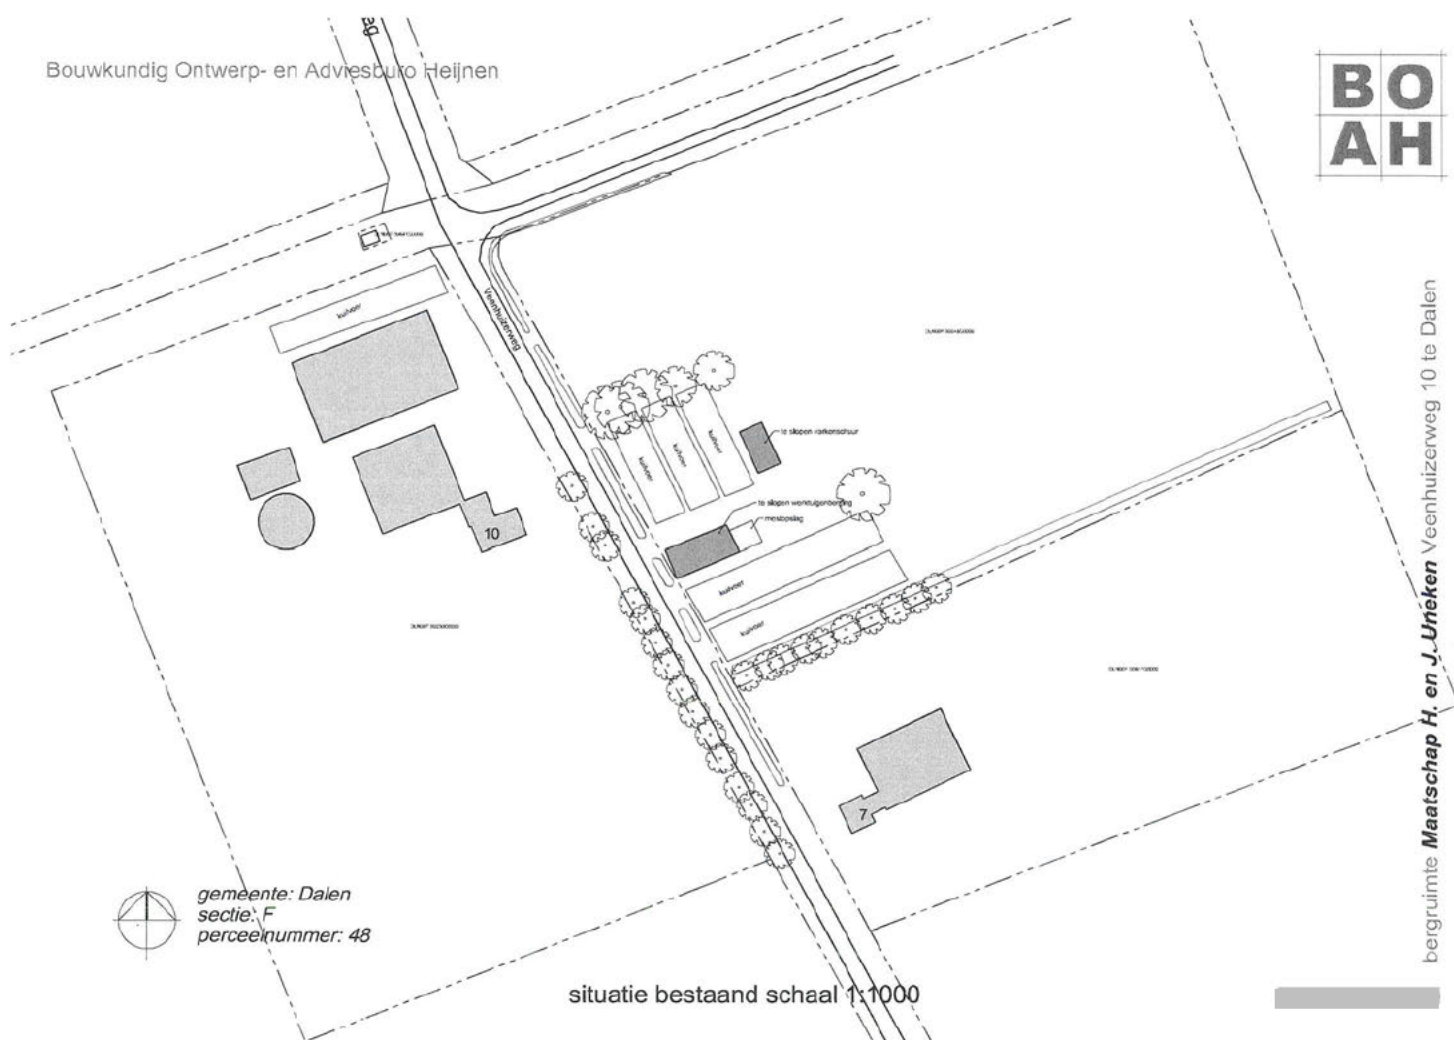 eg
Bouwkundig Ontwerp- en Adviesburo Heijnen
BO
AH
kuilvoer
Veenhuizerweg
te slopen varkenschuur
kuilvoer
kuilvoer
kuilvoer
te slopen werktuigenberging
mestopslag
10
kuilvoer
kuilvoer
7
bergruimte Maatschap H. en J. Uneken Veenhuizerweg 10 te Dalen
gemeente: Dalen
sectie: F
perceelnummer: 48
situatie bestaand schaal 1:1000